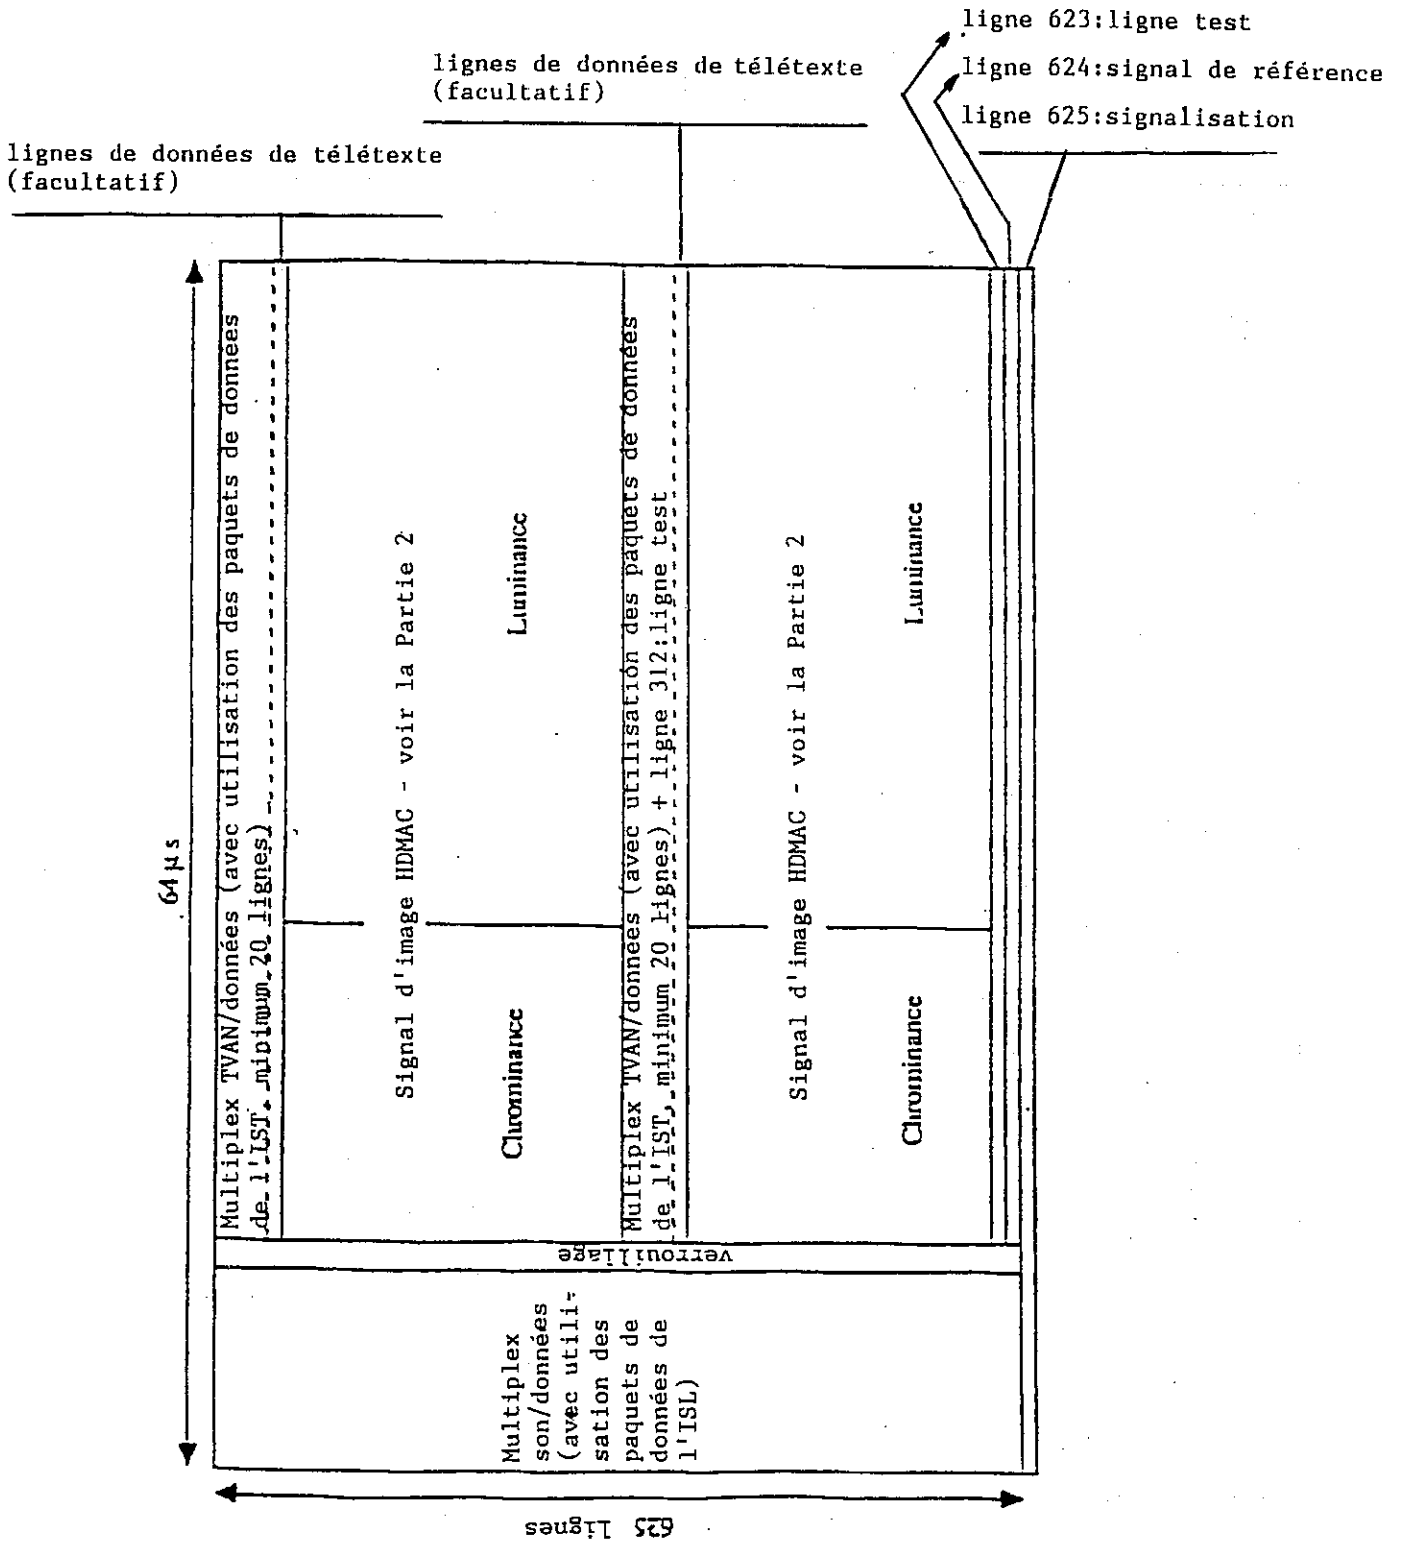 ligne 623:ligne test
ligne 624:signal de référence
ligne 625:signalisation
lignes de données de télétexte
(facultatif)
lignes de données de télétexte
(facultatif)
64 µs
Multiplex TVAN/données (avec utilisation des paquets de donnees
de l'IST, minimum 20 lignes)
Signal d'image HDMAC - voir la Partie 2
Luminance
Chrominance
Multiplex TVAN/donnees (avec utilisation des paquets de données
de l'IST, minimum 20 lignes) + ligne 312:ligne test
Signal d'image HDMAC - voir la Partie 2
Luminance
Chrominance
verrouillage
Multiplex
son/données
(avec utili-
sation des
paquets de
données de
l'ISL)
625 lignes